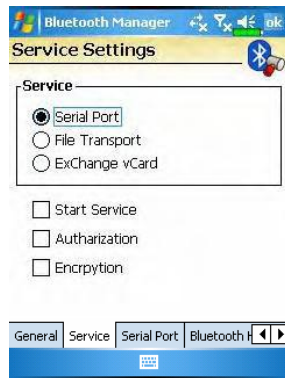 Bluetooth Manager ok
Service Settings
Service
Serial Port
File Transport
ExChange vCard
Start Service
Autharization
Encrpytion
General Service Serial Port Bluetooth H